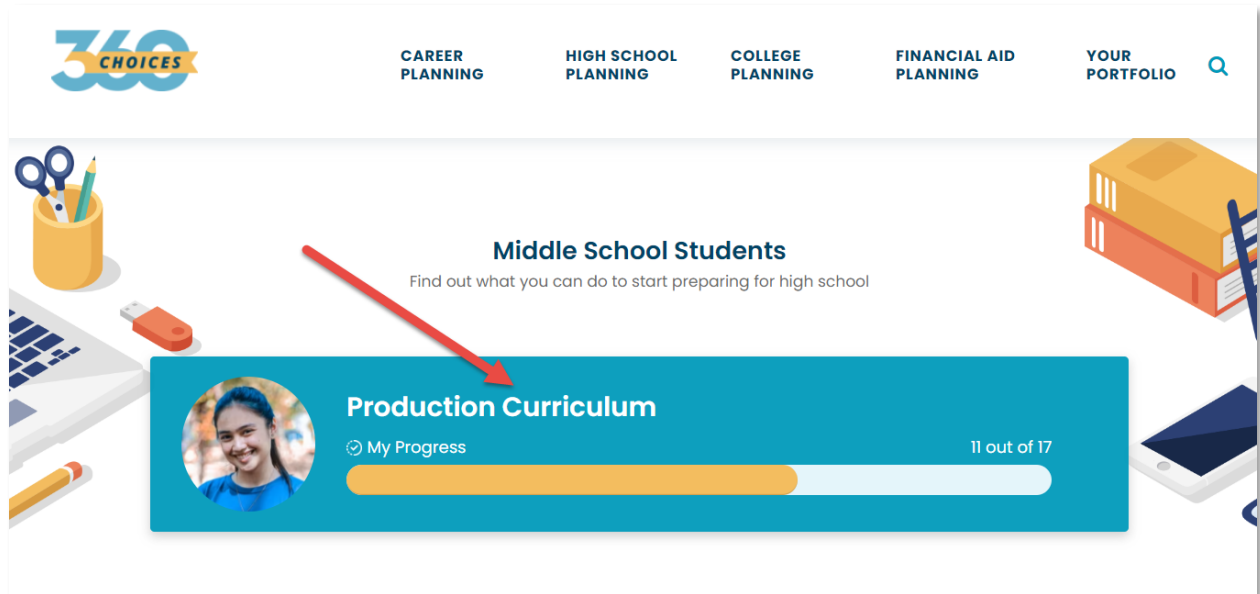 360
CHOICES
CAREER
PLANNING
HIGH SCHOOL
PLANNING
COLLEGE
PLANNING
FINANCIAL AID
PLANNING
YOUR
PORTFOLIO
Middle School Students
Find out what you can do to start preparing for high school
Production Curriculum
My Progress 11 out of 17